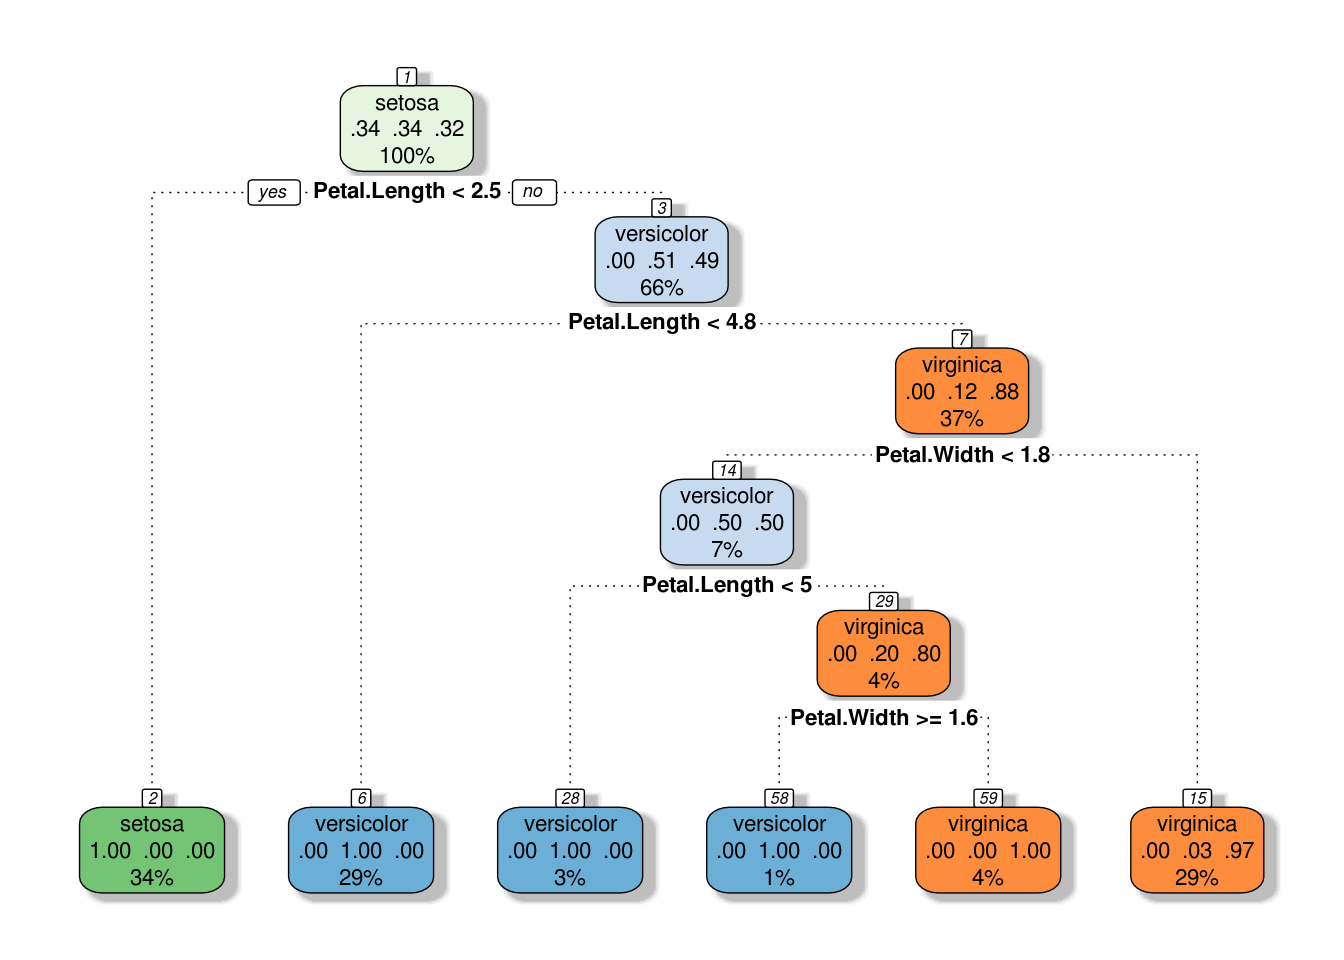 1
setosa
.34 .34 .32
100%
yes Petal.Length < 2.5 no
3
versicolor
.00 .51 .49
66%
Petal.Length < 4.8
7
virginica
.00 .12 .88
37%
Petal.Width < 1.8
14
versicolor
.00 .50 .50
7%
Petal.Length < 5
29
virginica
.00 .20 .80
4%
Petal.Width >= 1.6
2
setosa
1.00 .00 .00
34%
6
versicolor
.00 1.00 .00
29%
28
versicolor
.00 1.00 .00
3%
58
versicolor
.00 1.00 .00
1%
59
virginica
.00 .00 1.00
4%
15
virginica
.00 .03 .97
29%